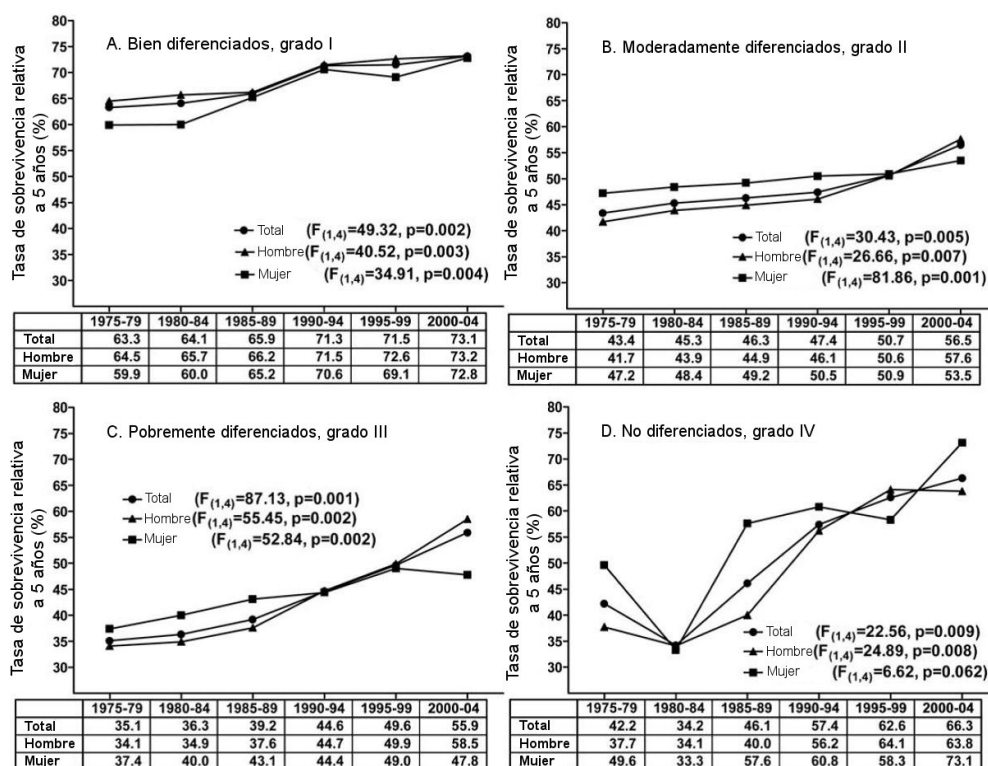 A. Bien diferenciados, grado I
Tasa de sobrevivencia relativa
a 5 años (%)
80
75
70
65
60
55
50
45
40
35
30
Total (F(1,4)=49.32, p=0.002)
Hombre (F(1,4)=40.52, p=0.003)
Mujer (F(1,4)=34.91, p=0.004)
1975-79 1980-84 1985-89 1990-94 1995-99 2000-04
Total 63.3 64.1 65.9 71.3 71.5 73.1
Hombre 64.5 65.7 66.2 71.5 72.6 73.2
Mujer 59.9 60.0 65.2 70.6 69.1 72.8
B. Moderadamente diferenciados, grado II
Tasa de sobrevivencia relativa
a 5 años (%)
80
75
70
65
60
55
50
45
40
35
30
Total (F(1,4)=30.43, p=0.005)
Hombre (F(1,4)=26.66, p=0.007)
Mujer (F(1,4)=81.86, p=0.001)
1975-79 1980-84 1985-89 1990-94 1995-99 2000-04
Total 43.4 45.3 46.3 47.4 50.7 56.5
Hombre 41.7 43.9 44.9 46.1 50.6 57.6
Mujer 47.2 48.4 49.2 50.5 50.9 53.5
C. Pobremente diferenciados, grado III
Tasa de sobrevivencia relativa
a 5 años (%)
80
75
70
65
60
55
50
45
40
35
30
Total (F(1,4)=87.13, p=0.001)
Hombre (F(1,4)=55.45, p=0.002)
Mujer (F(1,4)=52.84, p=0.002)
1975-79 1980-84 1985-89 1990-94 1995-99 2000-04
Total 35.1 36.3 39.2 44.6 49.6 55.9
Hombre 34.1 34.9 37.6 44.7 49.9 58.5
Mujer 37.4 40.0 43.1 44.4 49.0 47.8
D. No diferenciados, grado IV
Tasa de sobrevivencia relativa
a 5 años (%)
80
75
70
65
60
55
50
45
40
35
30
Total (F(1,4)=22.56, p=0.009)
Hombre (F(1,4)=24.89, p=0.008)
Mujer (F(1,4)=6.62, p=0.062)
1975-79 1980-84 1985-89 1990-94 1995-99 2000-04
Total 42.2 34.2 46.1 57.4 62.6 66.3
Hombre 37.7 34.1 40.0 56.2 64.1 63.8
Mujer 49.6 33.3 57.6 60.8 58.3 73.1